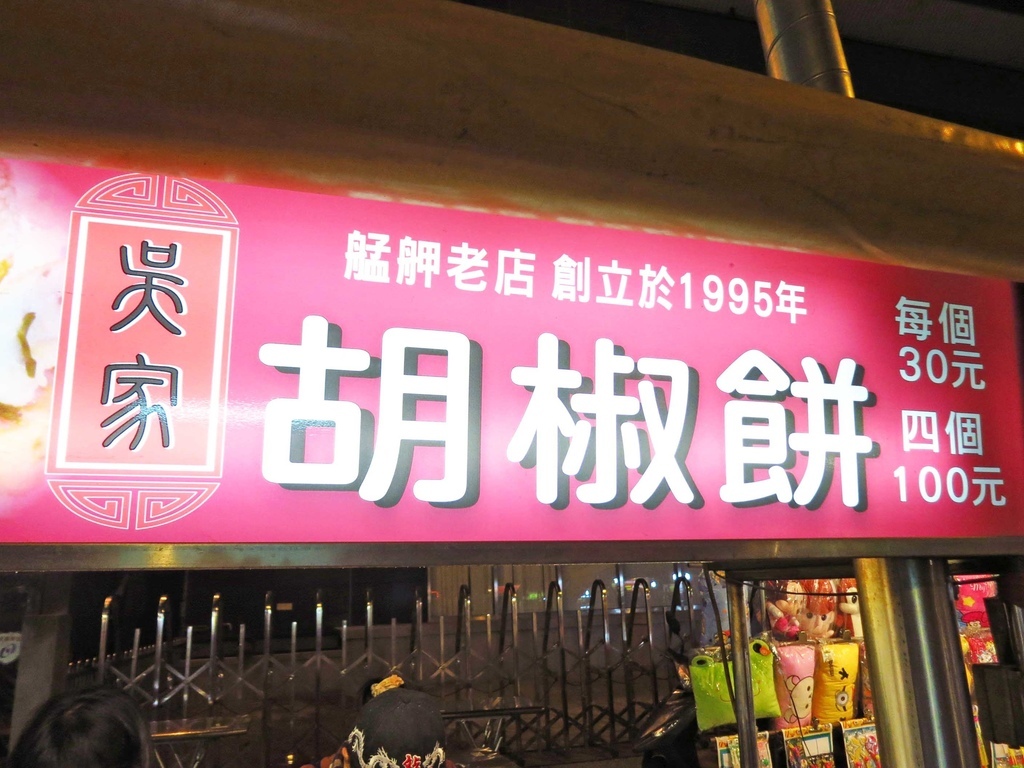 吳家
艋舺老店 創立於1995年
胡椒餅
每個
30元
四個
100元